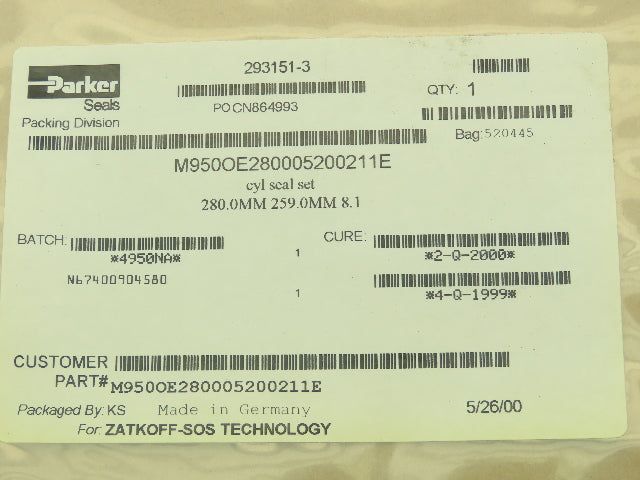 Parker
Seals
Packing Division
293151-3
POCN864993
QTY: 1
Bag:520445
M950OE280005200211E
cyl seal set
280.0MM 259.0MM 8.1
BATCH:
*4950NA*
N67400904580
1
1
CURE:
*2-Q-2000*
*4-Q-1999*
CUSTOMER
PART# M950OE280005200211E
Packaged By: KS Made in Germany 5/26/00
For: ZATKOFF-SOS TECHNOLOGY